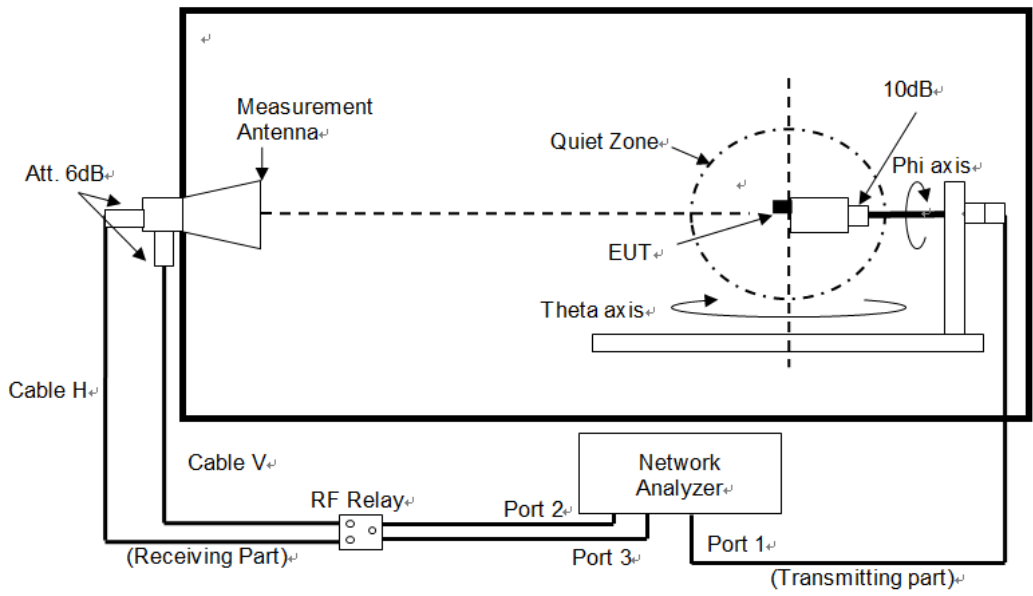 Measurement
Antenna
Att. 6dB
10dB
Quiet Zone
Phi axis
EUT
Theta axis
Cable H
Cable V
Network
Analyzer
RF Relay
Port 2
Port 3
Port 1
(Receiving Part)
(Transmitting part)